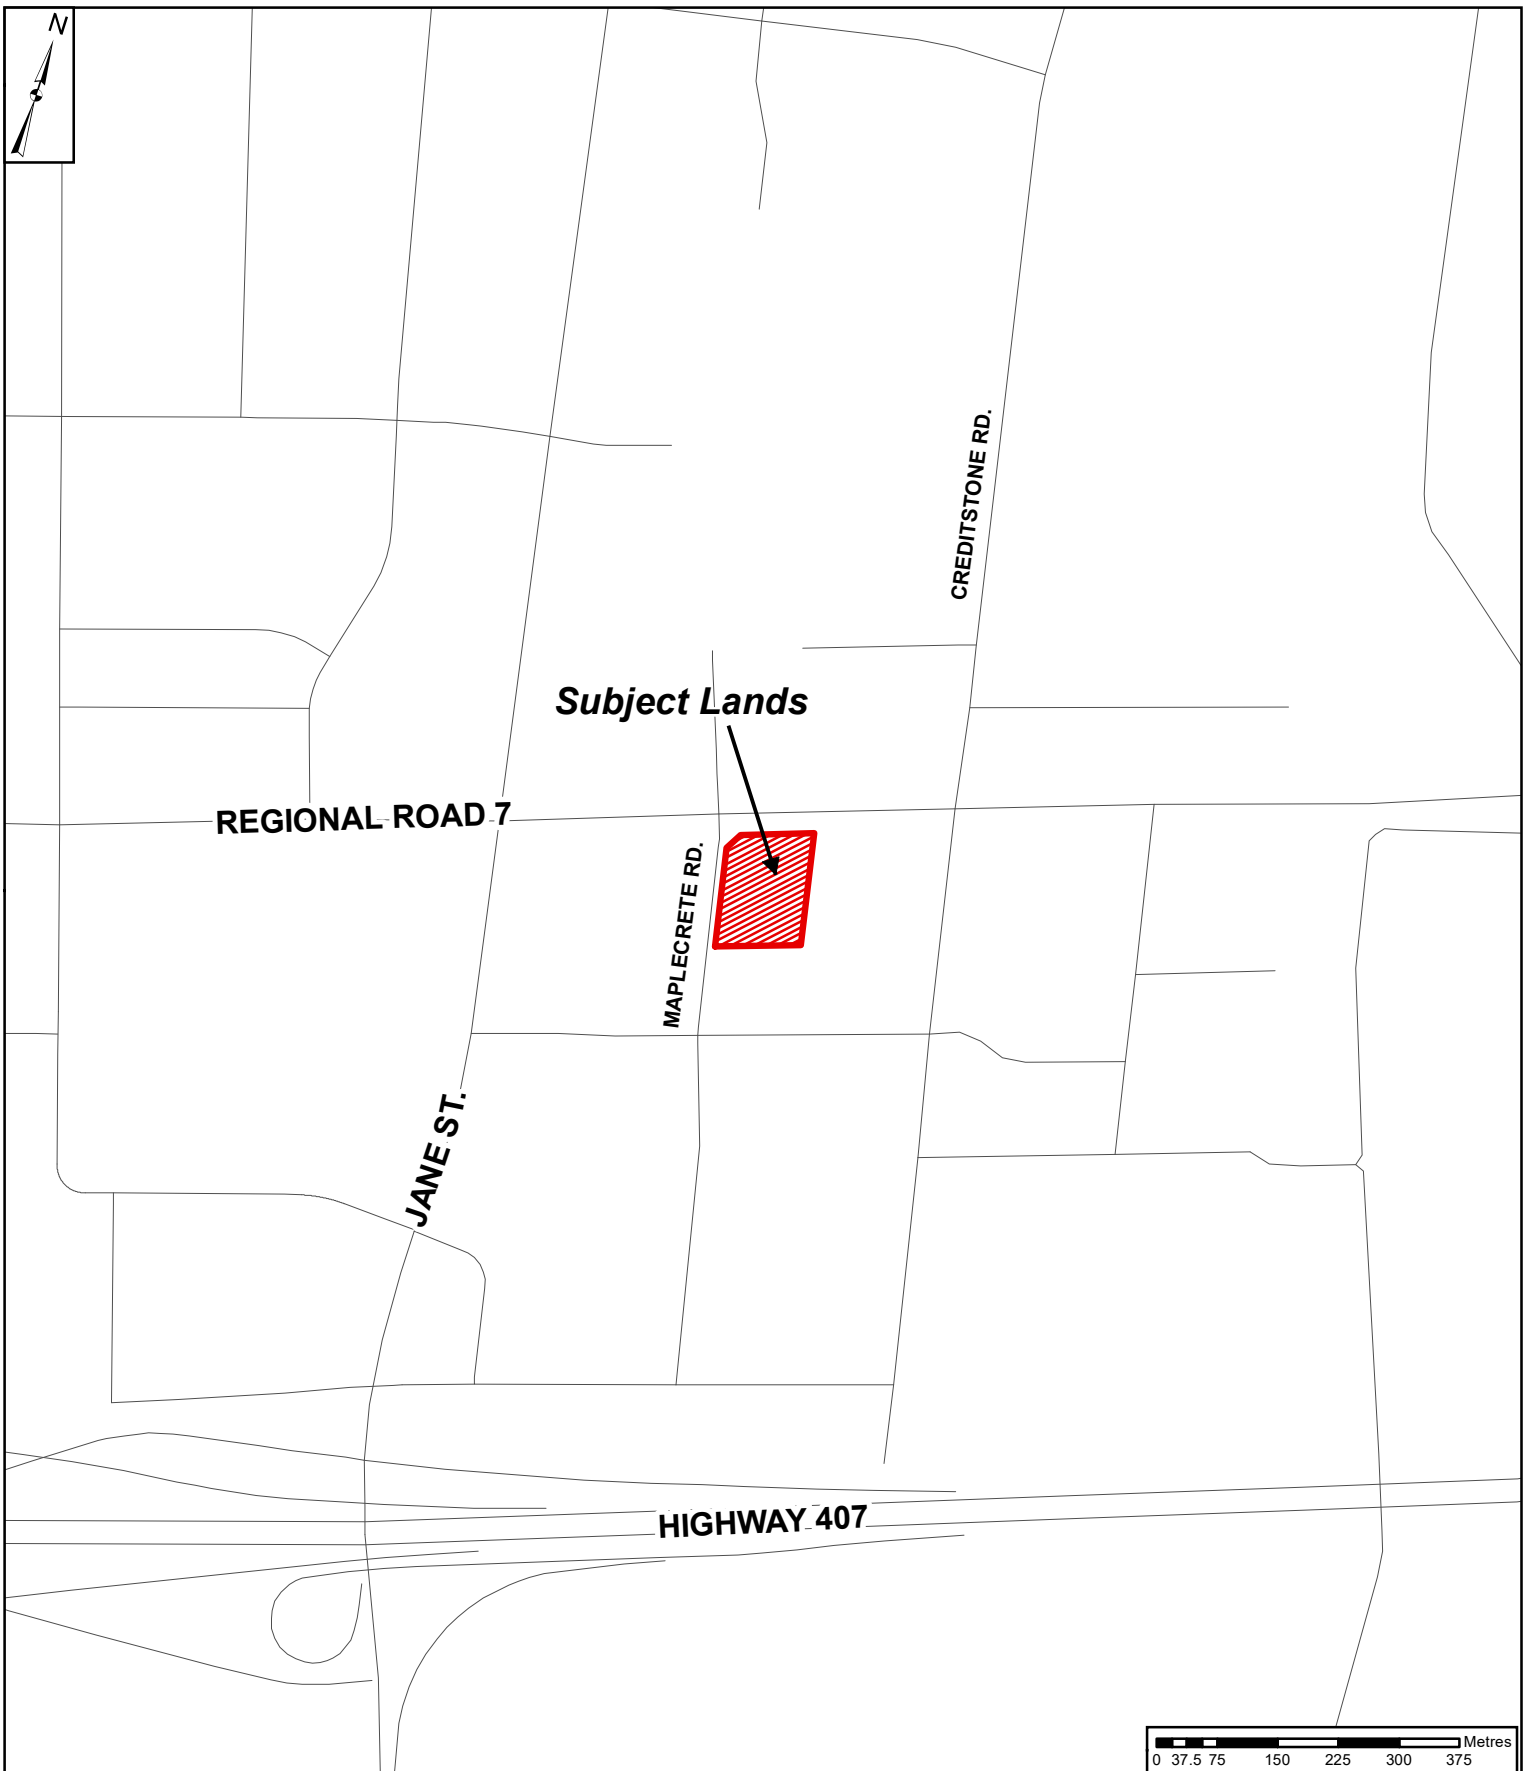 N
CREDITSTONE RD.
Subject Lands
REGIONAL ROAD 7
MAPLECRETE RD.
JANE ST.
HIGHWAY 407
Metres
0 37.5 75 150 225 300 375